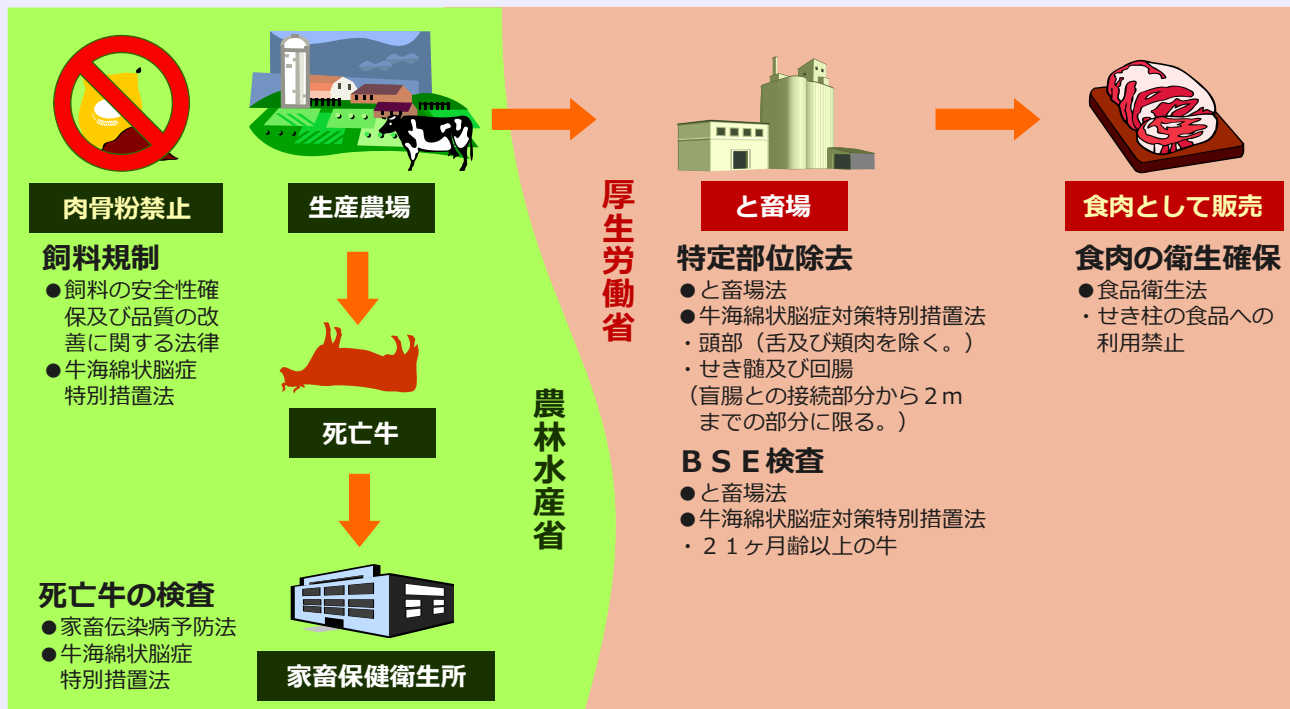 肉骨粉禁止
飼料規制
●飼料の安全性確
保及び品質の改
善に関する法律
●牛海綿状脳症
特別措置法
生産農場
死亡牛
死亡牛の検査
●家畜伝染病予防法
●牛海綿状脳症
特別措置法
家畜保健衛生所
農林水産省
厚生労働省
と畜場
特定部位除去
●と畜場法
●牛海綿状脳症対策特別措置法
・頭部（舌及び頬肉を除く。）
・せき髄及び回腸
（盲腸との接続部分から２ｍ
までの部分に限る。）
ＢＳＥ検査
●と畜場法
●牛海綿状脳症対策特別措置法
・２１ヶ月齢以上の牛
食肉として販売
食肉の衛生確保
●食品衛生法
・せき柱の食品への
利用禁止